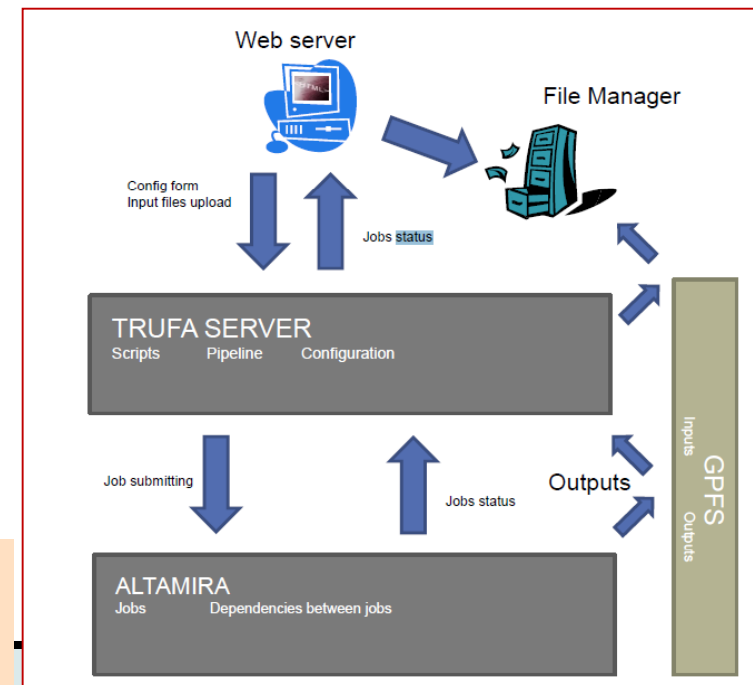 Web server
File Manager
Config form
Input files upload
Jobs status
TRUFA SERVER
Scripts Pipeline Configuration
Job submitting
Jobs status
Outputs
GPFS
Inputs Outputs
ALTAMIRA
Jobs Dependencies between jobs